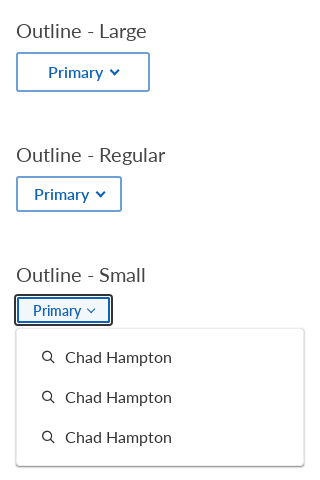 Outline - Large
Primary
Outline - Regular
Primary
Outline - Small
Primary
Chad Hampton
Chad Hampton
Chad Hampton